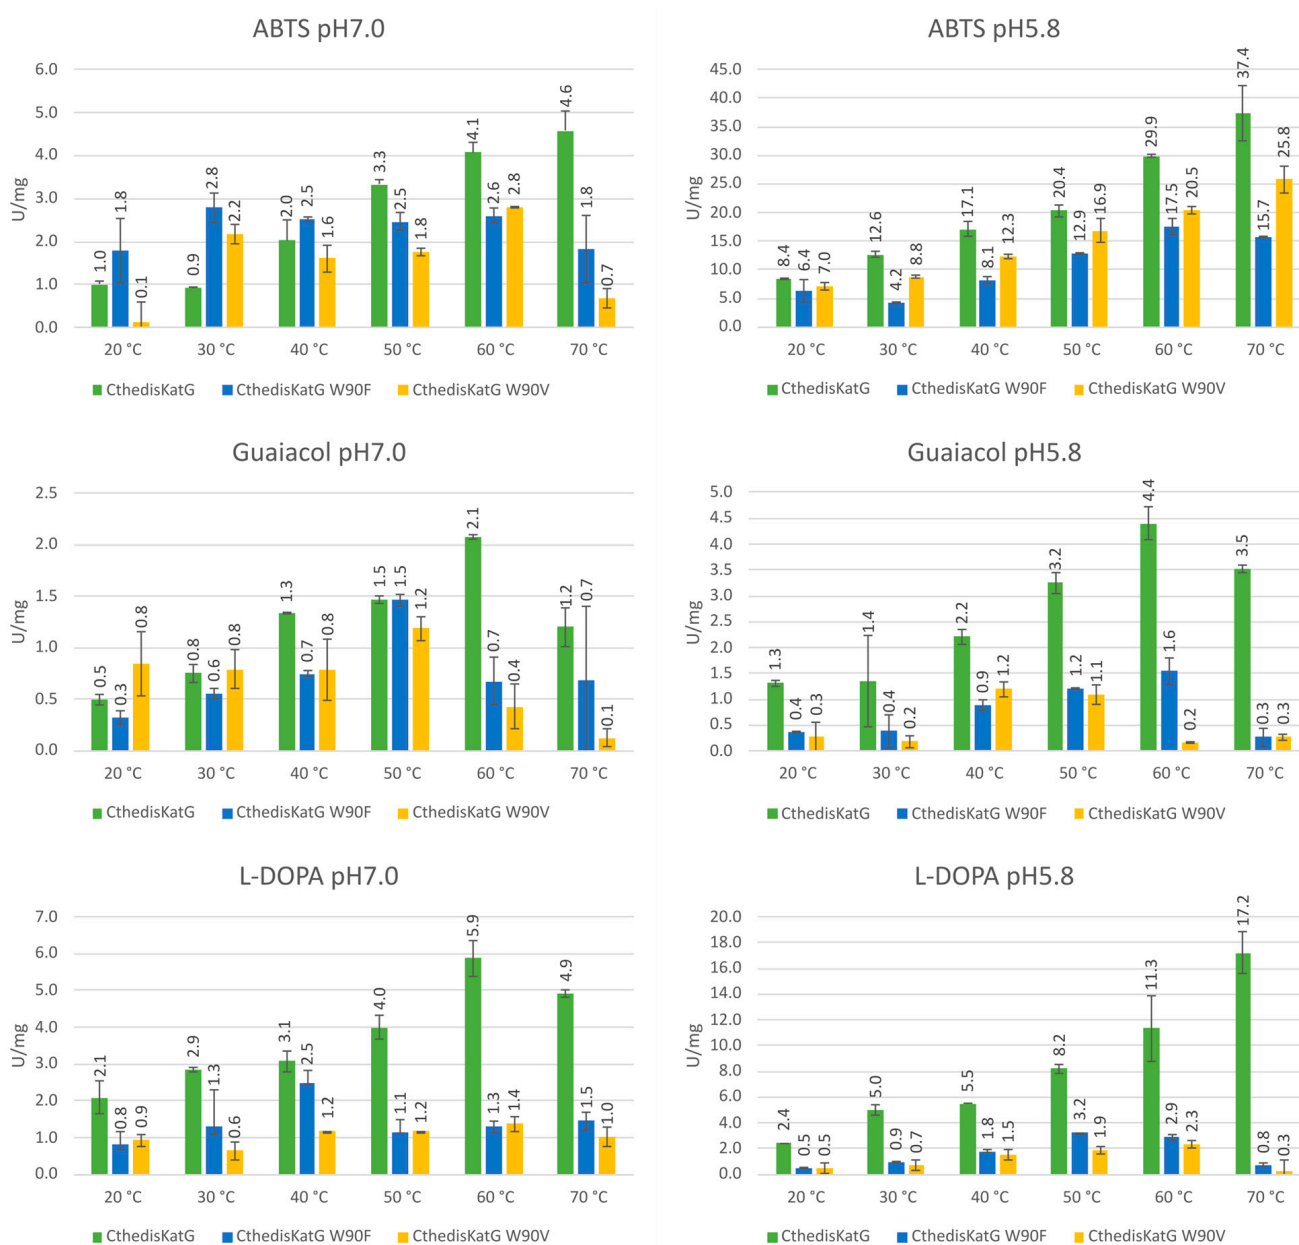 ABTS pH7.0
6.0
5.0
4.0
3.0
2.0
1.0
0.0
U/mg
1.0 1.8 0.1
0.9 2.8 2.2
2.0 2.5 1.6
3.3 2.5 1.8
4.1 2.6 2.8
4.6 1.8 0.7
20 °C 30 °C 40 °C 50 °C 60 °C 70 °C
CthedisKatG CthedisKatG W90F CthedisKatG W90V
ABTS pH5.8
45.0
40.0
35.0
30.0
25.0
20.0
15.0
10.0
5.0
0.0
U/mg
8.4 6.4 7.0
12.6 4.2 8.8
17.1 8.1 12.3
20.4 12.9 16.9
29.9 17.5 20.5
37.4 15.7 25.8
20 °C 30 °C 40 °C 50 °C 60 °C 70 °C
CthedisKatG CthedisKatG W90F CthedisKatG W90V
Guaiacol pH7.0
2.5
2.0
1.5
1.0
0.5
0.0
U/mg
0.5 0.3 0.8
0.8 0.6 0.8
1.3 0.7 0.8
1.5 1.5 1.2
2.1 0.7 0.4
1.2 0.7 0.1
20 °C 30 °C 40 °C 50 °C 60 °C 70 °C
CthedisKatG CthedisKatG W90F CthedisKatG W90V
Guaiacol pH5.8
5.0
4.5
4.0
3.5
3.0
2.5
2.0
1.5
1.0
0.5
0.0
U/mg
1.3 0.4 0.3
1.4 0.4 0.2
2.2 0.9 1.2
3.2 1.2 1.1
4.4 1.6 0.2
3.5 0.3 0.3
20 °C 30 °C 40 °C 50 °C 60 °C 70 °C
CthedisKatG CthedisKatG W90F CthedisKatG W90V
L-DOPA pH7.0
7.0
6.0
5.0
4.0
3.0
2.0
1.0
0.0
U/mg
2.1 0.8 0.9
2.9 1.3 0.6
3.1 2.5 1.2
4.0 1.1 1.2
5.9 1.3 1.4
4.9 1.5 1.0
20 °C 30 °C 40 °C 50 °C 60 °C 70 °C
CthedisKatG CthedisKatG W90F CthedisKatG W90V
L-DOPA pH5.8
20.0
18.0
16.0
14.0
12.0
10.0
8.0
6.0
4.0
2.0
0.0
U/mg
2.4 0.5 0.5
5.0 0.9 0.7
5.5 1.8 1.5
8.2 3.2 1.9
11.3 2.9 2.3
17.2 0.8 0.3
20 °C 30 °C 40 °C 50 °C 60 °C 70 °C
CthedisKatG CthedisKatG W90F CthedisKatG W90V